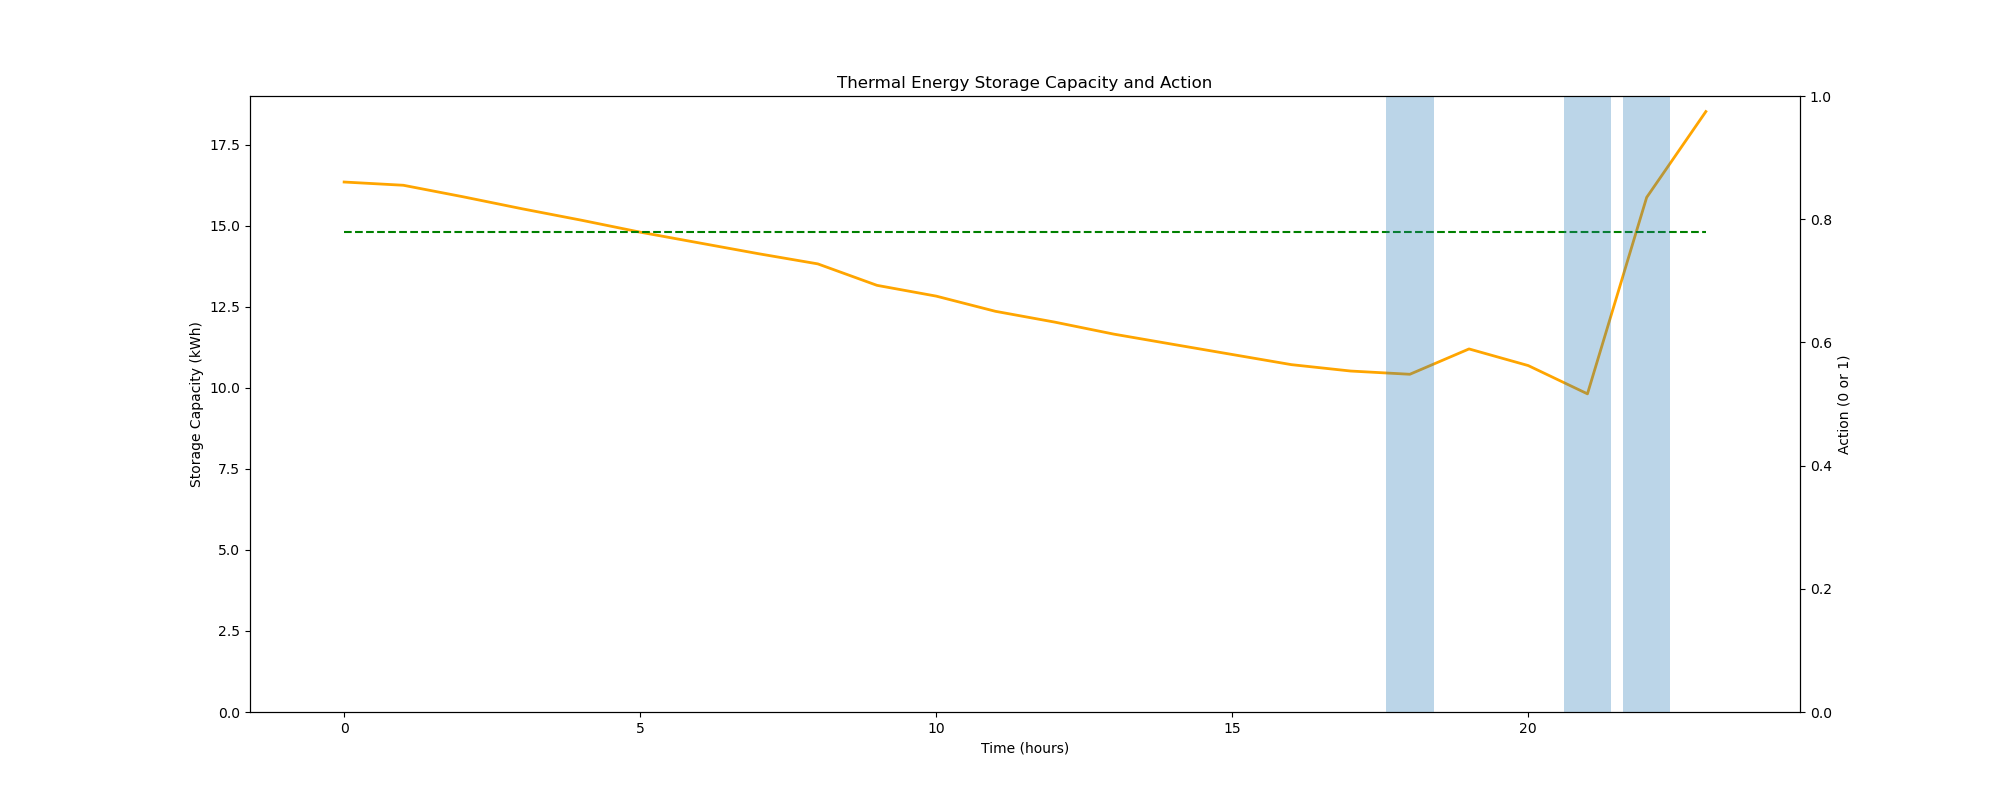 Thermal Energy Storage Capacity and Action
17.5
15.0
12.5
10.0
7.5
5.0
2.5
0.0
Storage Capacity (kWh)
1.0
0.8
0.6
0.4
0.2
0.0
Action (0 or 1)
0 5 10 15 20
Time (hours)